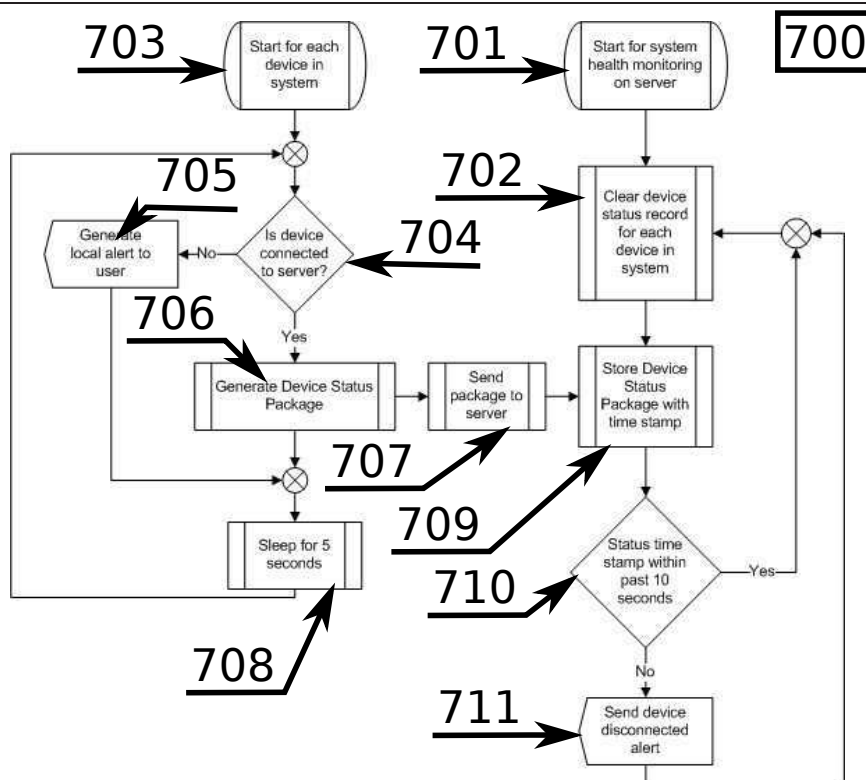 703
701
700
Start for each
device in
system
Start for system
health monitoring
on server
705
702
Generate
local alert to
user
No
Is device
connected
to server?
704
Clear device
status record
for each
device in
system
706
Yes
Generate Device Status
Package
Send
package to
server
Store Device
Status
Package with
time stamp
707
709
Sleep for 5
seconds
708
Status time
stamp within
past 10
seconds
Yes
710
No
711
Send device
disconnected
alert